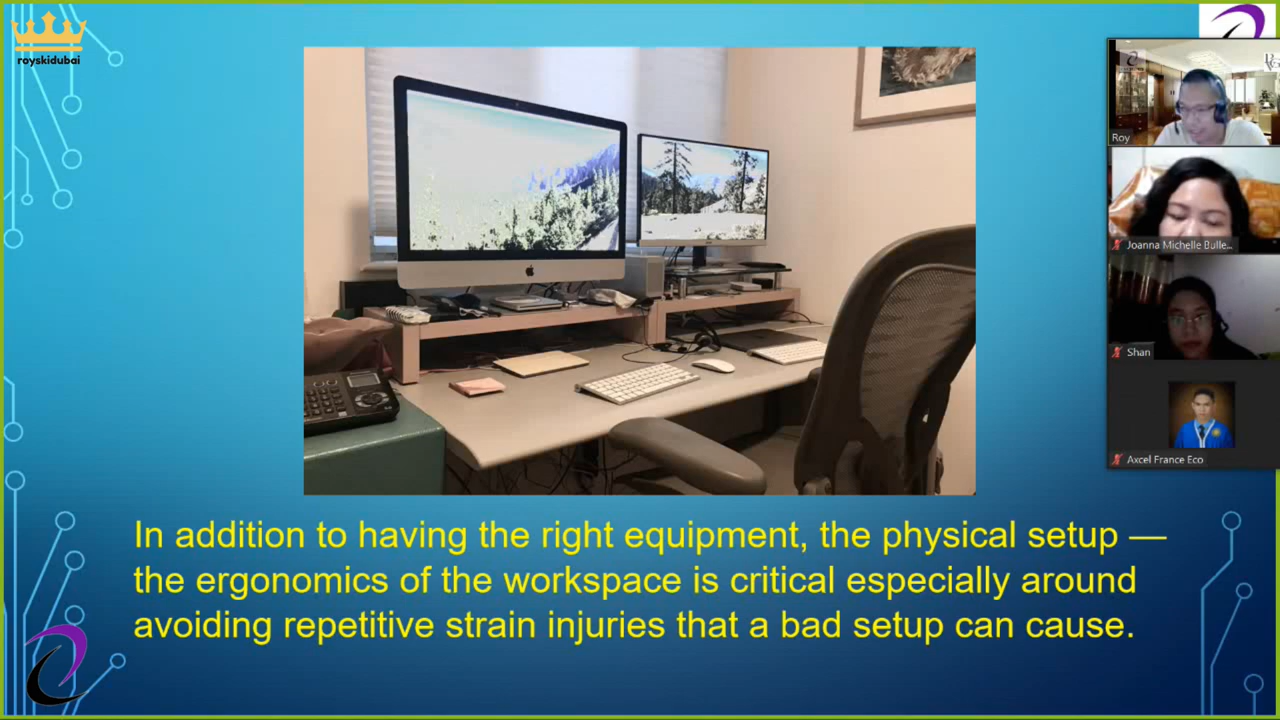 royskidubai
Roy
Joanna Michelle Bulle...
Shan
Axcel France Eco
In addition to having the right equipment, the physical setup —
the ergonomics of the workspace is critical especially around
avoiding repetitive strain injuries that a bad setup can cause.